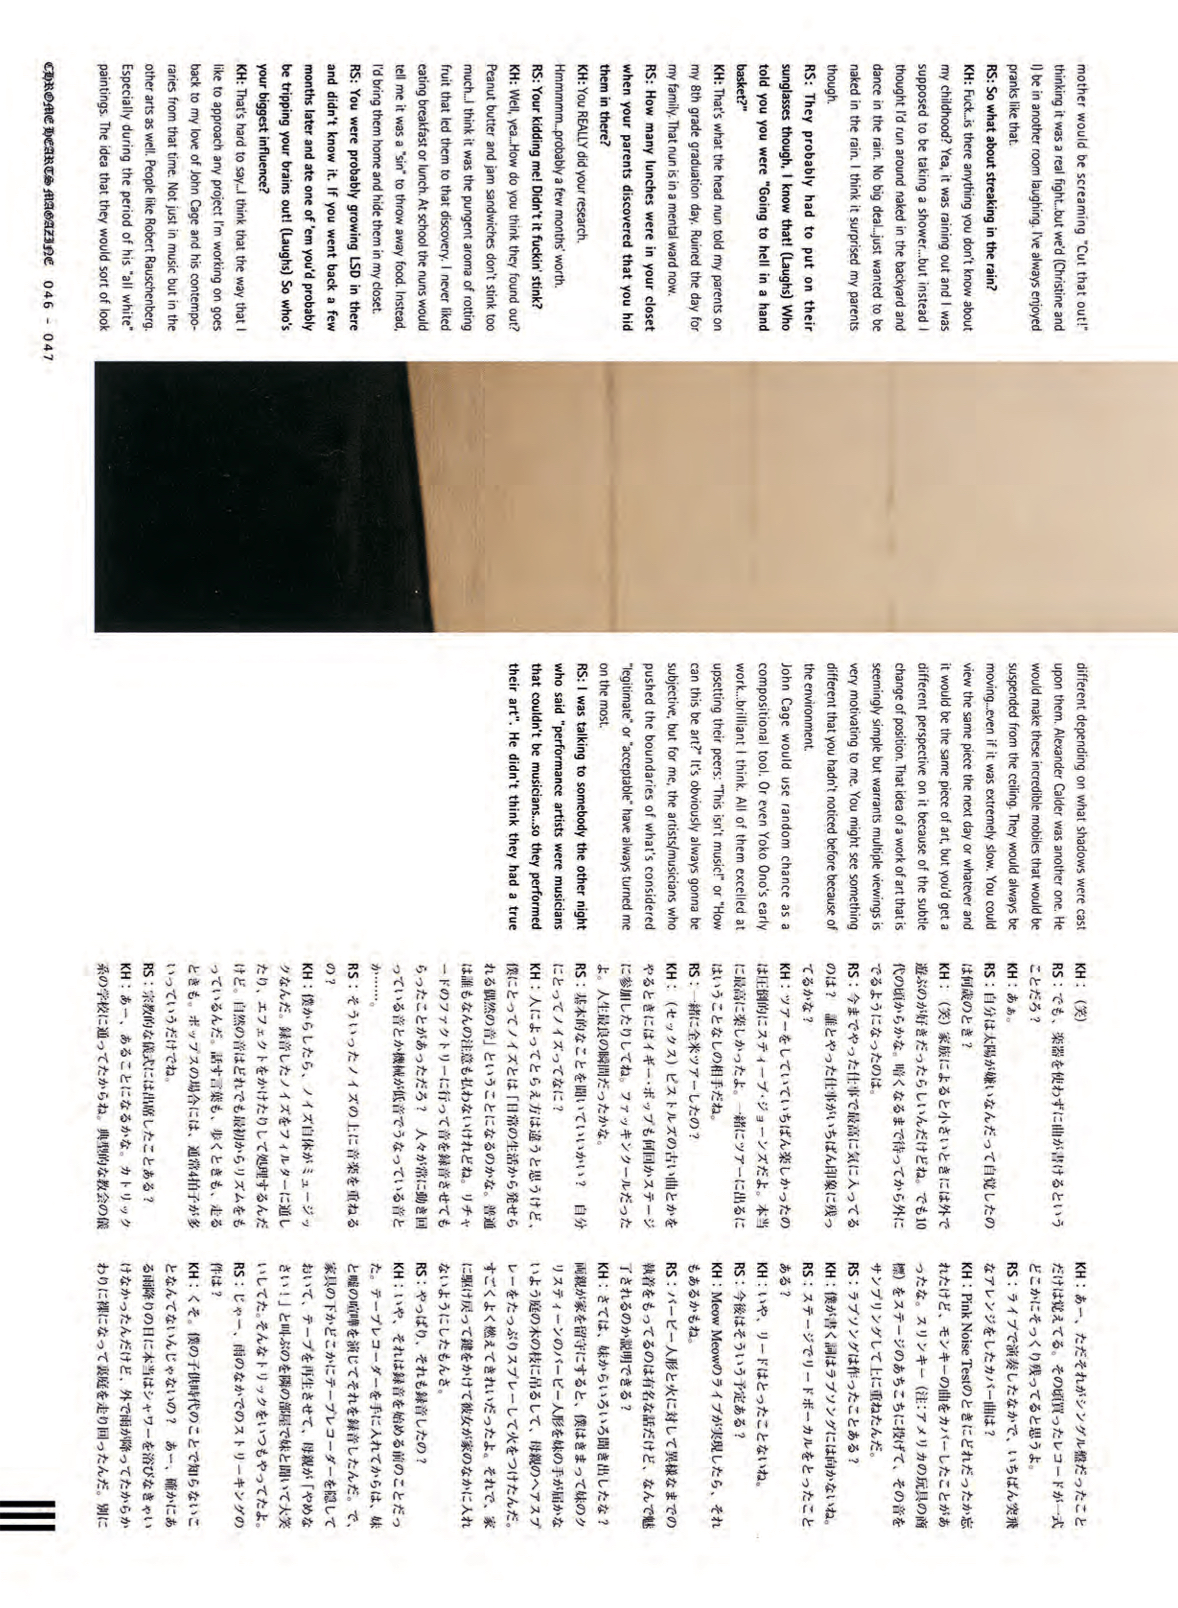 mother would be screaming "Cut that out!"
thinking it was a real fight...but we'd (Christine and
I) be in another room laughing. I've always enjoyed
pranks like that.
RS: So what about streaking in the rain?
KH: Fuck...is there anything you don't know about
my childhood? Yea, it was raining out and I was
supposed to be taking a shower...but instead I
thought I'd run around naked in the backyard and
dance in the rain. No big deal...just wanted to be
naked in the rain. I think it surprised my parents
though.
RS: They probably had to put on their
sunglasses though, I know that! (Laughs) Who
told you you were "Going to hell in a hand
basket?"
KH: That's what the head nun told my parents on
my 8th grade graduation day. Ruined the day for
my family. That nun is in a mental ward now.
RS: How many lunches were in your closet
when your parents discovered that you hid
them in there?
KH: You REALLY did your research.
Hmmmmm...probably a few months' worth.
RS: Your kidding me! Didn't it fuckin' stink?
KH: Well, yea...How do you think they found out?
Peanut butter and jam sandwiches don't stink too
much...I think it was the pungent aroma of rotting
fruit that led them to that discovery. I never liked
eating breakfast or lunch. At school the nuns would
tell me it was a "sin" to throw away food. Instead,
I'd bring them home and hide them in my closet.
RS: You were probably growing LSD in there
and didn't know it. If you went back a few
months later and ate one of 'em you'd probably
be tripping your brains out! (Laughs) So who's
your biggest influence?
KH: That's hard to say...I think that the way that I
like to approach any project I'm working on goes
back to my love of John Cage and his contempo-
raries from that time. Not just in music but in the
other arts as well. People like Robert Rauschenberg.
Especially during the period of his "all white"
paintings. The idea that they would sort of look
different depending on what shadows were cast
upon them. Alexander Calder was another one. He
would make these incredible mobiles that would be
suspended from the ceiling. They would always be
moving...even if it was extremely slow. You could
view the same piece the next day or whatever and
it would be the same piece of art, but you'd get a
different perspective on it because of the subtle
change of position. That idea of a work of art that is
seemingly simple but warrants multiple viewings is
very motivating to me. You might see something
different that you hadn't noticed before because of
the environment.
John Cage would use random chance as a
compositional tool. Or even Yoko Ono's early
work...brilliant I think. All of them excelled at
upsetting their peers: "This isn't music!" or "How
can this be art?" It's obviously always gonna be
subjective, but for me, the artists/musicians who
pushed the boundaries of what's considered
"legitimate" or "acceptable" have always turned me
on the most.
RS: I was talking to somebody the other night
who said "performance artists were musicians
that couldn't be musicians...so they performed
their art". He didn't think they had a true
KH：（笑）
RS：でも、楽器を使わずに曲が書けるという
ことだろ？
KH：あぁ。
RS：自分は太陽が嫌いなんだって自覚したの
は何歳のとき？
KH：（笑）家族によると小さいときには外で
遊ぶのが好きだったらしいんだけどね。でも10
代の頃からかな。暗くなるまで待ってから外に
でるようになったのは。
RS：今までやった仕事で最高に気に入ってる
のは？ 誰とやった仕事がいちばん印象に残っ
てるかな？
KH：ツアーをしていていちばん楽しかったの
は圧倒的にスティーブ・ジョーンズだよ。本当
に最高に楽しかったよ。一緒にツアーに出るに
はいうことなしの相手だね。
RS：一緒に全米ツアーしたの？
KH：（セックス）ピストルズの古い曲とかを
やるときにはイギー・ポップも何回かステージ
に参加したりしてね。ファッキンクールだった
よ。人生最良の瞬間だったかな。
RS：基本的なことを聞いていいかい？ 自分
にとってノイズってなに？
KH：人によってとらえ方は違うと思うけど、
僕にとってノイズとは「日常の生活から発せら
れる偶然の音」ということになるのかな。普通
は誰もなんの注意も払わないけれどね。リチャ
ードのファクトリーに行って音を録音させても
らったことがあっただろ？ 人々が常に動き回
っている音とか機械が低音でうなっている音と
か……。
RS：そういったノイズの上に音楽を重ねる
の？
KH：僕からしたら、ノイズ自体がミュージッ
クなんだ。録音したノイズをフィルターに通し
たり、エフェクトをかけたりして処理するんだ
けど。自然の音はどれでも最初からリズムをも
っているんだ。話す言葉も、歩くときも、走る
ときも。ポップスの場合には、通常4拍子が多
いっていうだけでね。
RS：宗教的な儀式には出席したことある？
KH：あー、あることになるかな。カトリック
系の学校に通ってたからね。典型的な教会の儀
KH：あー、ただそれがシングル盤だったこと
だけは覚えてる。その頃買ったレコードが一式
どこかにそっくり残ってると思うよ。
RS：ライブで演奏したなかで、いちばん突飛
なアレンジをしたカバー曲は？
KH：Pink Noise Testのときにどれだったか忘
れたけど、モンキーの曲をカバーしたことがあ
ったな。スリンキー（注:アメリカの玩具の商
標）をステージのあちこちに投げて、その音を
サンプリングして上に重ねたんだ。
RS：ラブソングは作ったことある？
KH：僕が書く詞はラブソングには向かないね。
RS：ステージでリードボーカルをとったこと
ある？
KH：いや、リードはとったことないね。
RS：今後はそういう予定ある？
KH：Meow Meowのライブが実現したら、それ
もあるかもね。
RS：バービー人形と火に対して異様なまでの
執着をもってるのは有名な話だけど、なんで魅
了されるのか説明できる？
KH：さては、妹からいろいろ聞き出したな？
両親が家を留守にすると、僕はきまって妹のク
リスティーンのバービー人形を妹の手が届かな
いよう庭の木の枝に吊るして、母親のヘアスプ
レーをたっぷりスプレーして火をつけたんだ。
すごくよく燃えてきれいだったよ。それで、家
に駆け戻って鍵をかけて彼女が家のなかに入れ
ないようにしたもんさ。
RS：やっぱり、それも録音したの？
KH：いや、それは録音を始める前のことだっ
た。テープレコーダーを手に入れてからは、妹
と嘘の喧嘩を演じてそれを録音したんだ。で、
家具の下かどこかにテープレコーダーを隠して
おいて、テープを再生させて、母親が「やめな
さい！」と叫ぶのを隣の部屋で妹と聞いて大笑
いしてた。そんなトリックをいつもやってたよ。
RS：じゃー、雨のなかでのストリーキングの
件は？
KH：くそ。僕の子供時代のことで知らないこ
となんてないんじゃないの？ あー、確かにあ
る雨降りの日に本当はシャワーを浴びなきゃい
けなかったんだけど、外で雨が降ってたからか
わりに裸になって裏庭を走り回ったんだ。別に
CHROME HEARTS MAGAZINE 046 - 047